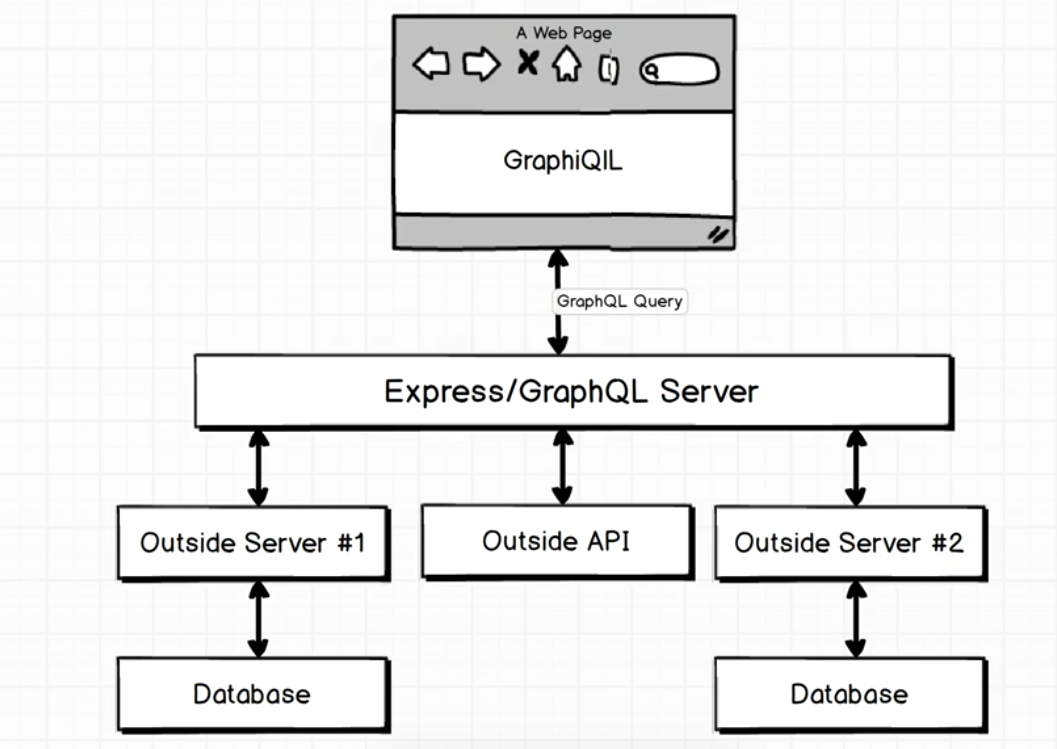 A Web Page
GraphiQIL
GraphQL Query
Express/GraphQL Server
Outside Server #1
Outside API
Outside Server #2
Database
Database